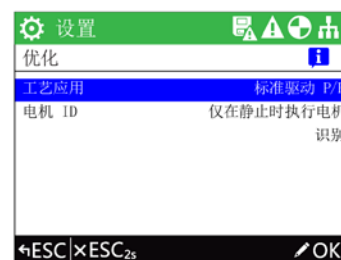 设置
优化
工艺应用 标准驱动 P/
电机 ID 仅在静止时执行电机
识别
ESC ESC2s OK